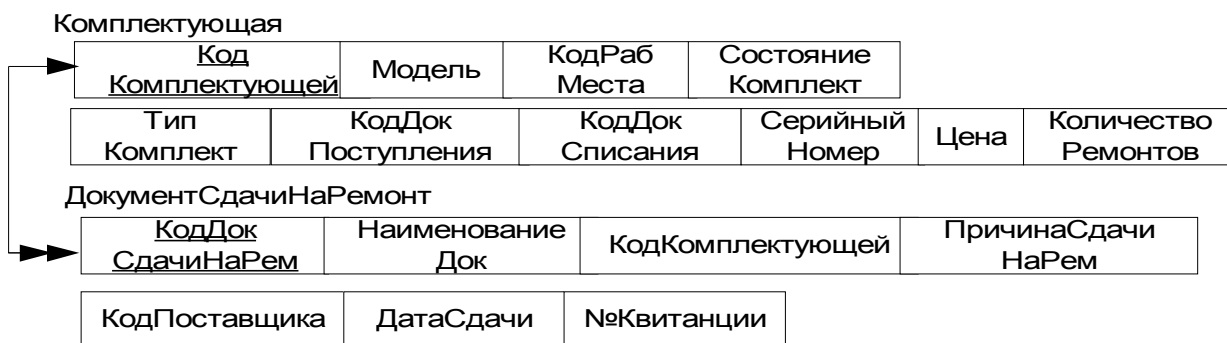 Комплектующая
Код КодРаб Состояние
Комплектующей Модель Места Комплект
Тип КодДок КодДок Серийный Цена Количество
Комплект Поступления Списания Номер Ремонтов
ДокументСдачиНаРемонт
КодДок Наименование КодКомплектующей ПричинаСдачи
СдачиНаРем Док НаРем
КодПоставщика ДатаСдачи №Квитанции